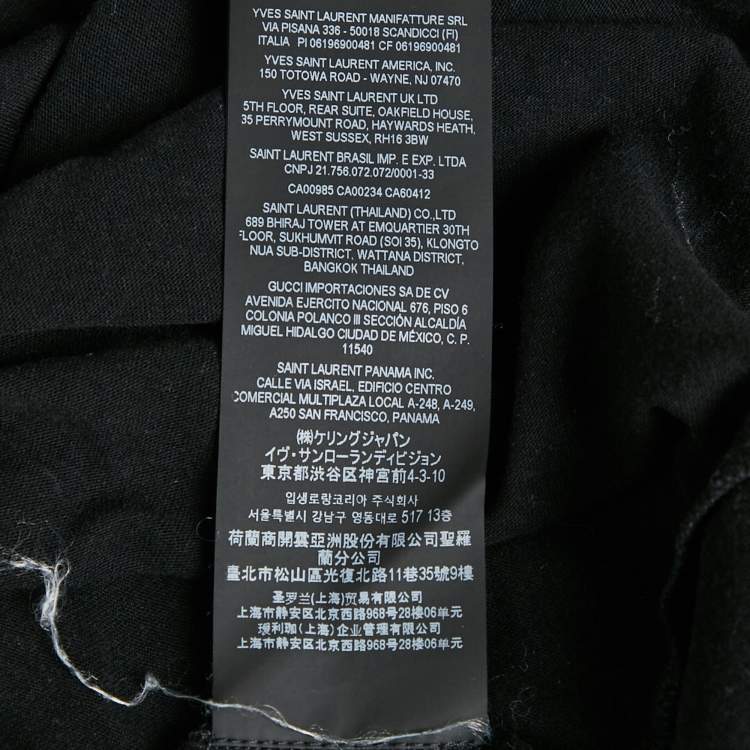 YVES SAINT LAURENT MANIFATTURE SRL
VIA PISANA 336 - 50018 SCANDICCI (FI)
ITALIA PI 06196900481 CF 06196900481
YVES SAINT LAURENT AMERICA, INC.
150 TOTOWA ROAD - WAYNE, NJ 07470
YVES SAINT LAURENT UK LTD
5TH FLOOR, REAR SUITE, OAKFIELD HOUSE,
35 PERRYMOUNT ROAD, HAYWARDS HEATH,
WEST SUSSEX, RH16 3BW
SAINT LAURENT BRASIL IMP. E EXP. LTDA
CNPJ 21.756.072.072/0001-33
CA00985 CA00234 CA60412
SAINT LAURENT (THAILAND) CO.,LTD
689 BHIRAJ TOWER AT EMQUARTIER 30TH
FLOOR, SUKHUMVIT ROAD (SOI 35), KLONGTO
NUA SUB-DISTRICT, WATTANA DISTRICT,
BANGKOK THAILAND
GUCCI IMPORTACIONES SA DE CV
AVENIDA EJERCITO NACIONAL 676, PISO 6
COLONIA POLANCO III SECCIÓN ALCALDÍA
MIGUEL HIDALGO CIUDAD DE MÉXICO, C. P.
11540
SAINT LAURENT PANAMA INC.
CALLE VIA ISRAEL, EDIFICIO CENTRO
COMERCIAL MULTIPLAZA LOCAL A-248, A-249,
A250 SAN FRANCISCO, PANAMA
㈱ケリングジャパン
イヴ・サンローランディビジョン
東京都渋谷区神宮前4-3-10
입생로랑코리아 주식회사
서울특별시 강남구 영동대로 517 13층
荷蘭商開雲亞洲股份有限公司聖羅
蘭分公司
臺北市松山區光復北路11巷35號9樓
圣罗兰(上海)贸易有限公司
上海市静安区北京西路968号28楼06单元
瑷利珈(上海)企业管理有限公司
上海市静安区北京西路968号28楼06单元